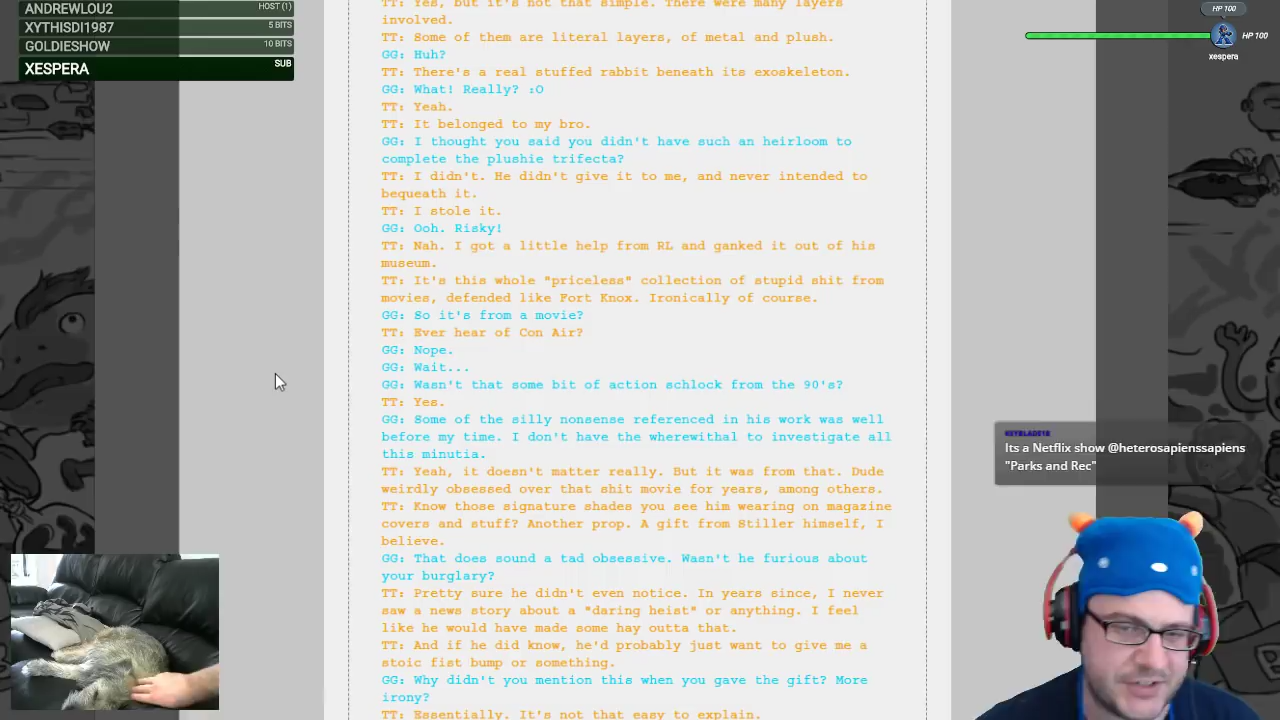 ANDREWLOU2 HOST (1)
XYTHISDI1987 5 BITS
GOLDIESHOW 10 BITS
XESPERA SUB
HP 100
HP 100
xespera
TT: Yes, but it's not that simple. There were many layers
involved.
TT: Some of them are literal layers, of metal and plush.
GG: Huh?
TT: There's a real stuffed rabbit beneath its exoskeleton.
GG: What! Really? :O
TT: Yeah.
TT: It belonged to my bro.
GG: I thought you said you didn't have such an heirloom to
complete the plushie trifecta?
TT: I didn't. He didn't give it to me, and never intended to
bequeath it.
TT: I stole it.
GG: Ooh. Risky!
TT: Nah. I got a little help from RL and ganked it out of his
museum.
TT: It's this whole "priceless" collection of stupid shit from
movies, defended like Fort Knox. Ironically of course.
GG: So it's from a movie?
TT: Ever hear of Con Air?
GG: Nope.
GG: Wait...
GG: Wasn't that some bit of action schlock from the 90's?
TT: Yes.
GG: Some of the silly nonsense referenced in his work was well
before my time. I don't have the wherewithal to investigate all
this minutia.
TT: Yeah, it doesn't matter really. But it was from that. Dude
weirdly obsessed over that shit movie for years, among others.
TT: Know those signature shades you see him wearing on magazine
covers and stuff? Another prop. A gift from Stiller himself, I
believe.
GG: That does sound a tad obsessive. Wasn't he furious about
your burglary?
TT: Pretty sure he didn't even notice. In years since, I never
saw a news story about a "daring heist" or anything. I feel
like he would have made some hay outta that.
TT: And if he did know, he'd probably just want to give me a
stoic fist bump or something.
GG: Why didn't you mention this when you gave the gift? More
irony?
TT: Essentially. It's not that easy to explain.
Its a Netflix show @heterosapienssapiens
"Parks and Rec"